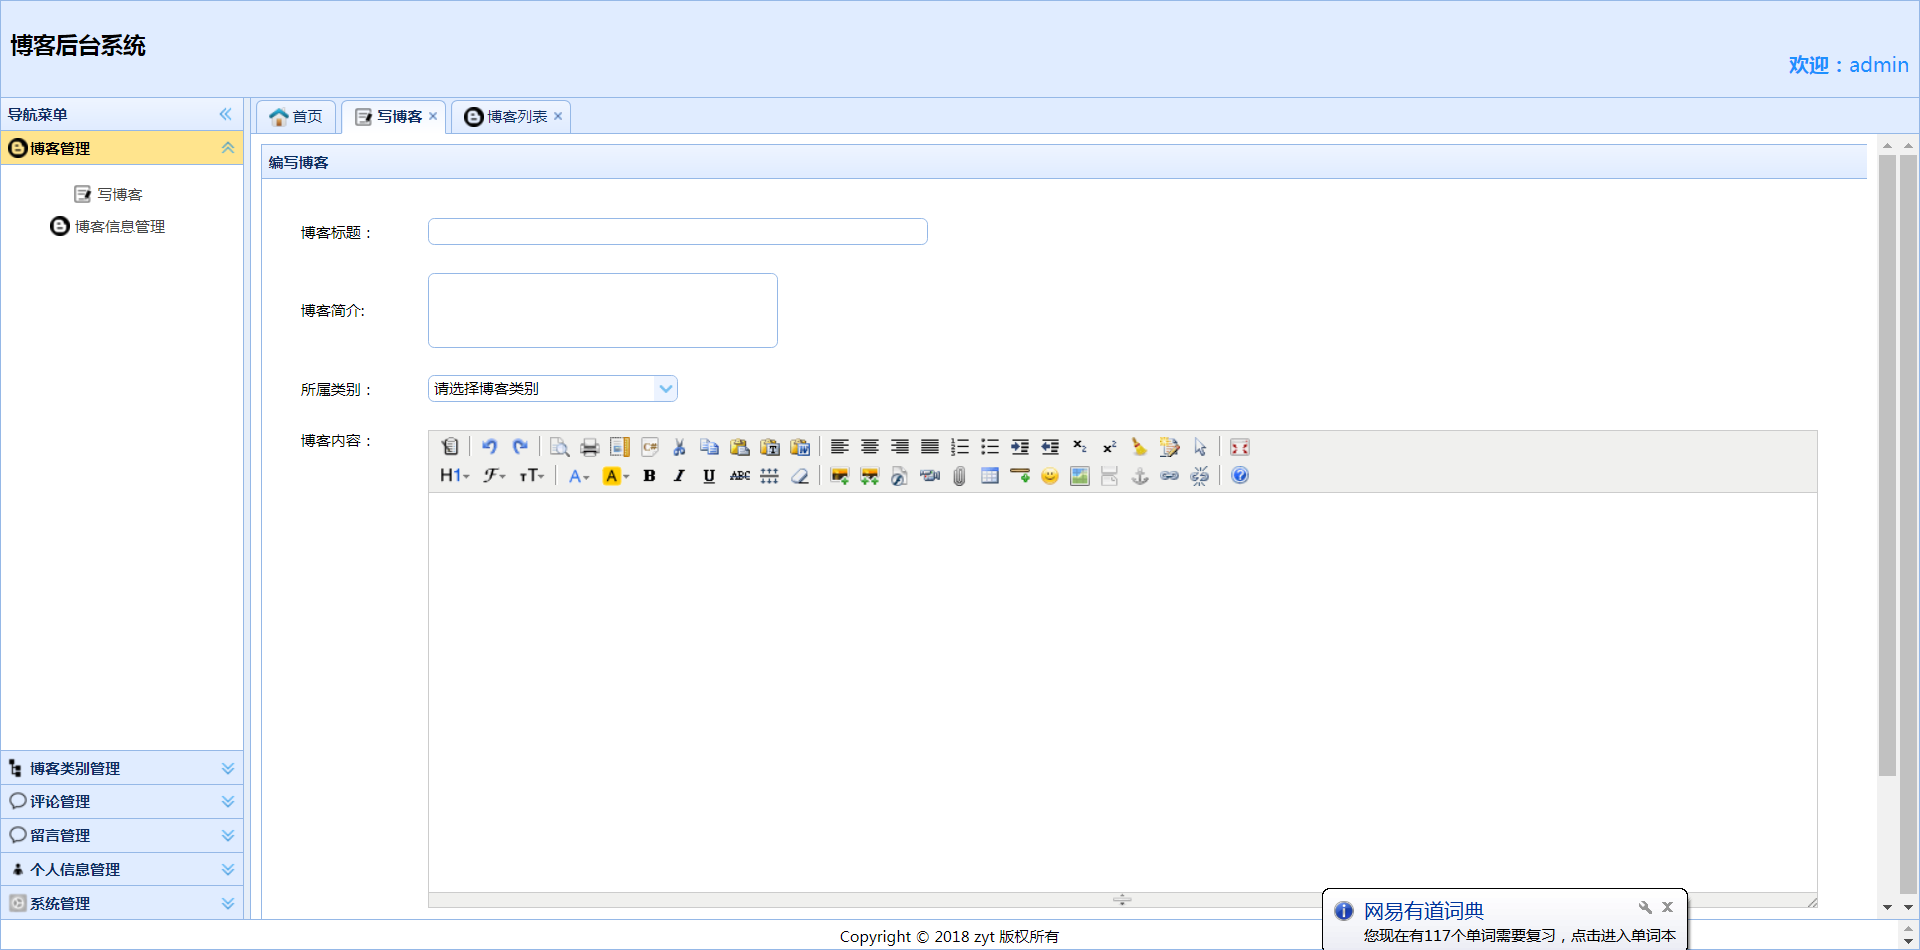 博客后台系统
欢迎：admin
导航菜单
首页
写博客
博客列表
博客管理
编写博客
写博客
博客信息管理
博客标题：
博客简介:
所属类别：
请选择博客类别
博客内容：
C#
T
W
H1
F
тT
A
A
B
I
U
ABC
博客类别管理
评论管理
留言管理
个人信息管理
系统管理
网易有道词典
您现在有117个单词需要复习，点击进入单词本
Copyright © 2018 zyt 版权所有